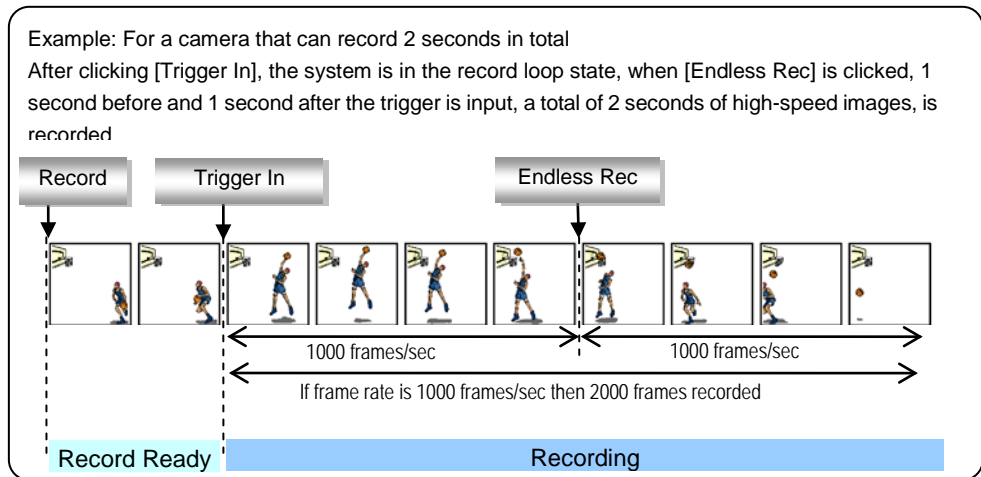 Example: For a camera that can record 2 seconds in total
After clicking [Trigger In], the system is in the record loop state, when [Endless Rec] is clicked, 1
second before and 1 second after the trigger is input, a total of 2 seconds of high-speed images, is
recorded
Record
Trigger In
Endless Rec
1000 frames/sec
1000 frames/sec
If frame rate is 1000 frames/sec then 2000 frames recorded
Record Ready
Recording